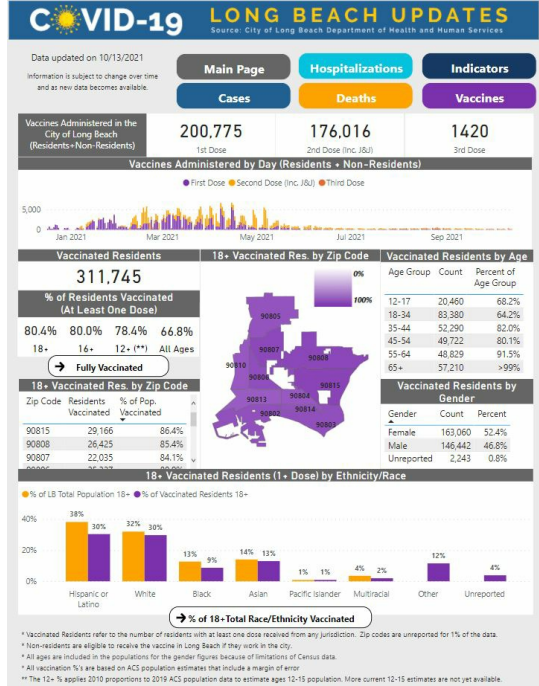 COVID-19
LONG BEACH UPDATES
Source: City of Long Beach Department of Health and Human Services
Data updated on 10/13/2021
Information is subject to change over time
and as new data becomes available.
Main Page
Hospitalizations
Indicators
Cases
Deaths
Vaccines
Vaccines Administered in the
City of Long Beach
(Residents+Non-Residents)
200,775
1st Dose
176,016
2nd Dose (Inc. J&J)
1420
3rd Dose
Vaccines Administered by Day (Residents + Non-Residents)
First Dose Second Dose (Inc. J&J) Third Dose
5,000
0
Jan 2021 Mar 2021 May 2021 Jul 2021 Sep 2021
Vaccinated Residents
311,745
% of Residents Vaccinated
(At Least One Dose)
80.4% 80.0% 78.4% 66.8%
18+ 16+ 12+ (**) All Ages
→ Fully Vaccinated
18+ Vaccinated Res. by Zip Code
Zip Code Residents % of Pop.
Vaccinated Vaccinated
90815 29,166 86.4%
90808 26,425 85.4%
90807 22,035 84.1%
18+ Vaccinated Res. by Zip Code
0%
100%
90805
90807
90808
90810
90806
90815
90813
90804
90802
90814
90803
Vaccinated Residents by Age
Age Group Count Percent of
Age Group
12-17 20,460 68.2%
18-34 83,380 64.2%
35-44 52,290 82.0%
45-54 49,722 80.1%
55-64 48,829 91.5%
65+ 57,210 >99%
Vaccinated Residents by
Gender
Gender Count Percent
Female 163,060 52.4%
Male 146,442 46.8%
Unreported 2,243 0.8%
18+ Vaccinated Residents (1+ Dose) by Ethnicity/Race
% of LB Total Population 18+ % of Vaccinated Residents 18+
40%
20%
0%
38% 30% 32% 30% 13% 9% 14% 13% 1% 1% 4% 2% 12% 4%
Hispanic or
Latino
White Black Asian Pacific Islander Multiracial Other Unreported
→ % of 18+Total Race/Ethnicity Vaccinated
* Vaccinated Residents refer to the number of residents with at least one dose received from any jurisdiction. Zip codes are unreported for 1% of the data.
* Non-residents are eligible to receive the vaccine in Long Beach if they work in the city.
* All ages are included in the populations for the gender figures because of limitations of Census data.
* All vaccination %'s are based on ACS population estimates that include a margin of error
** The 12+ % applies 2010 proportions to 2019 ACS population data to estimate ages 12-15 population. More current 12-15 estimates are not yet available.